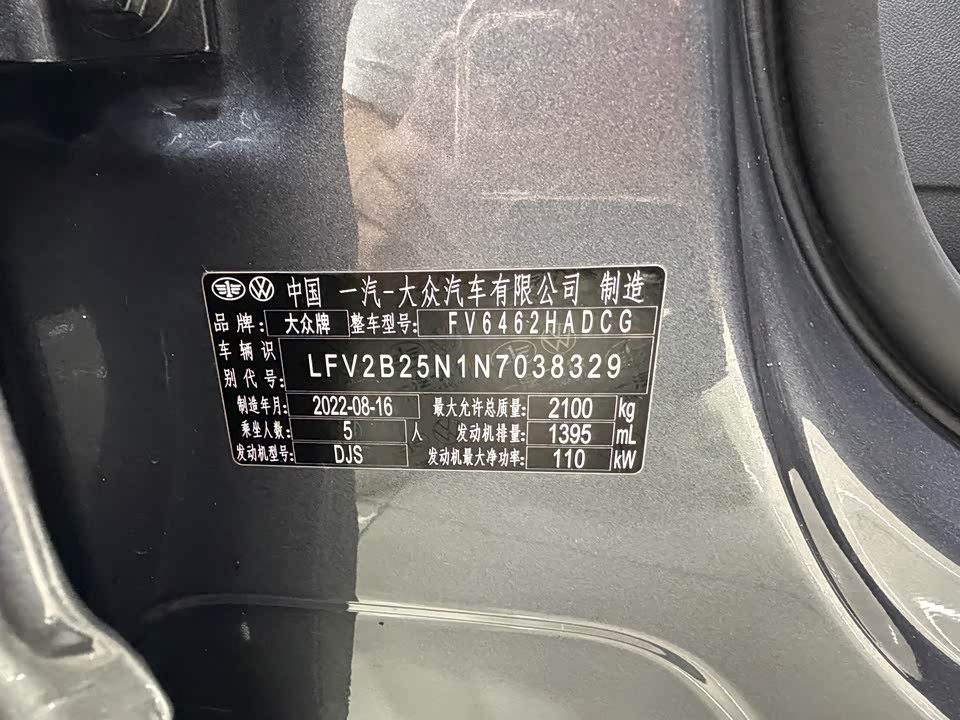 中国 一汽-大众汽车有限公司 制造
品牌: 大众牌 整车型号: FV6462HADCG
车辆识别代号: LFV2B25N1N7038329
制造年月: 2022-08-16 最大允许总质量: 2100 kg
乘坐人数: 5 人 发动机排量: 1395 mL
发动机型号: DJS 发动机最大净功率: 110 kW